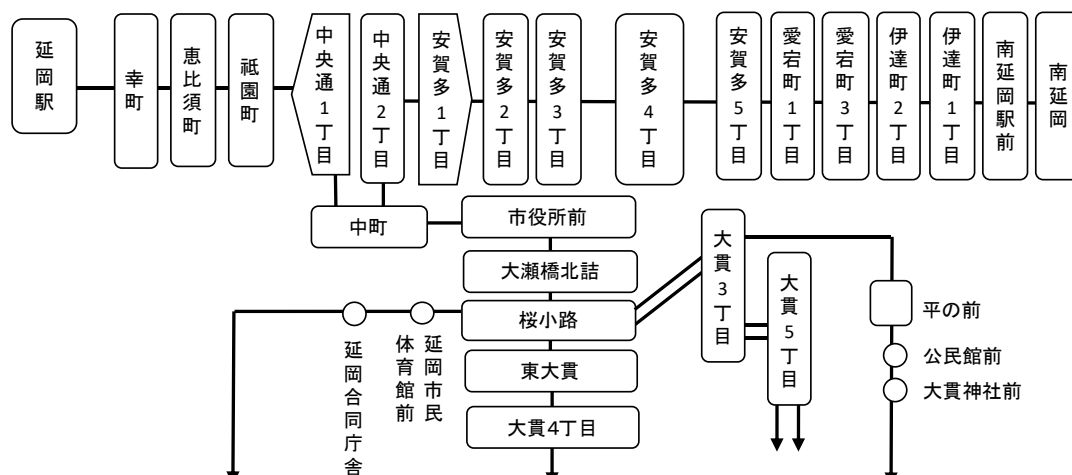 延岡駅
幸町
恵比須町
祇園町
中央通1丁目
中央通2丁目
安賀多1丁目
安賀多2丁目
安賀多3丁目
安賀多4丁目
安賀多5丁目
愛宕町1丁目
愛宕町3丁目
伊達町2丁目
伊達町1丁目
南延岡駅前
南延岡
中町
市役所前
大瀬橋北詰
桜小路
東大貫
大貫4丁目
延岡市民
体育館前
延岡合同庁舎
大貫3丁目
大貫5丁目
平の前
公民館前
大貫神社前